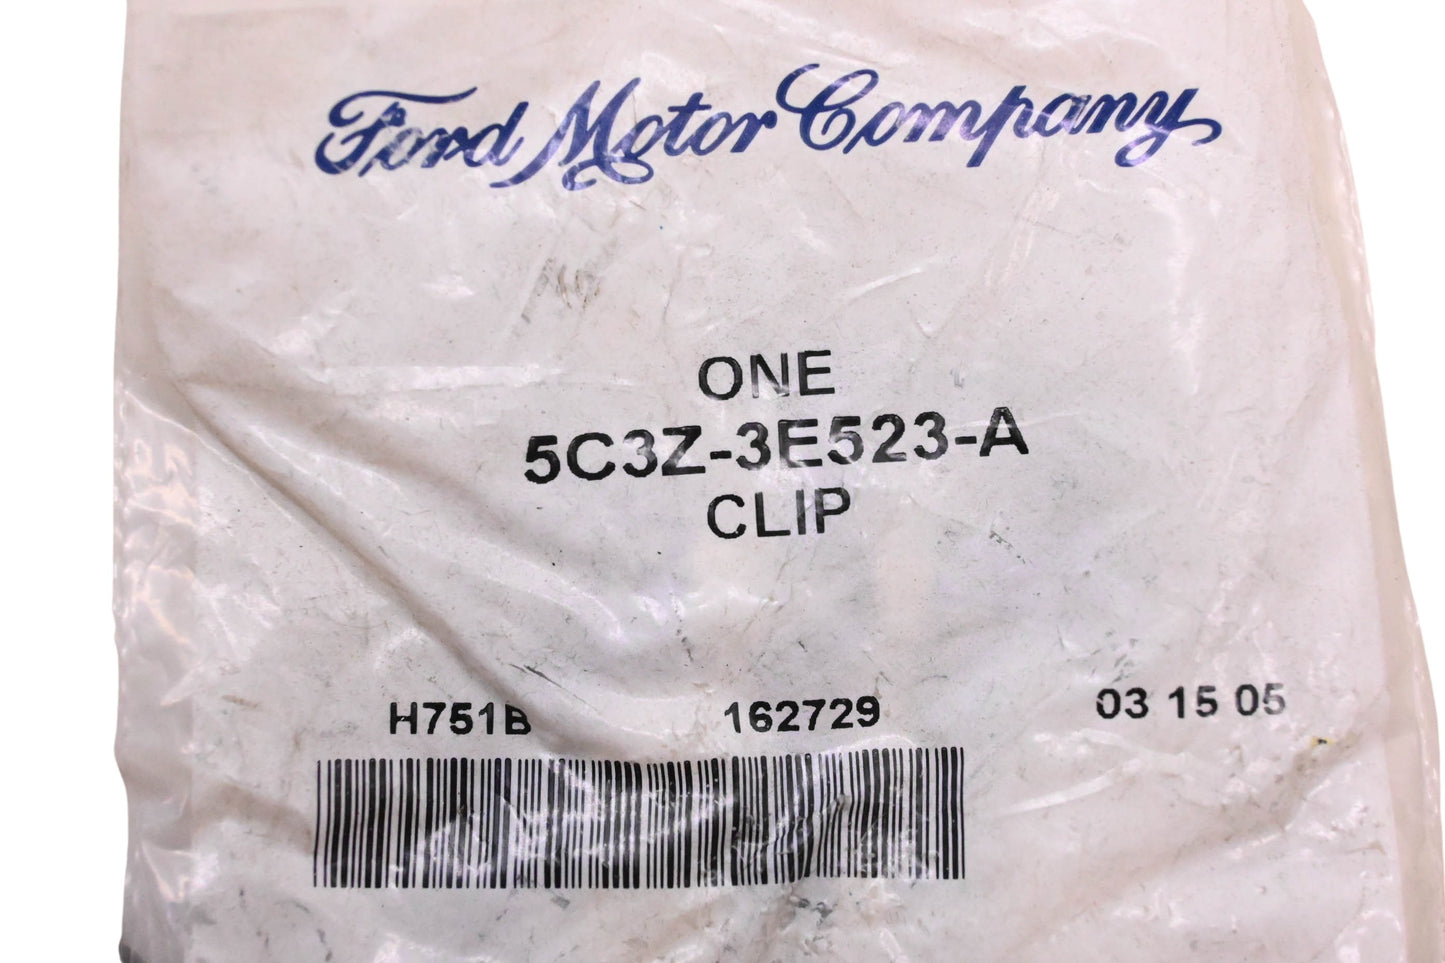 Ford Motor Company
ONE
5C3Z-3E523-A
CLIP
H751B 162729 03 15 05